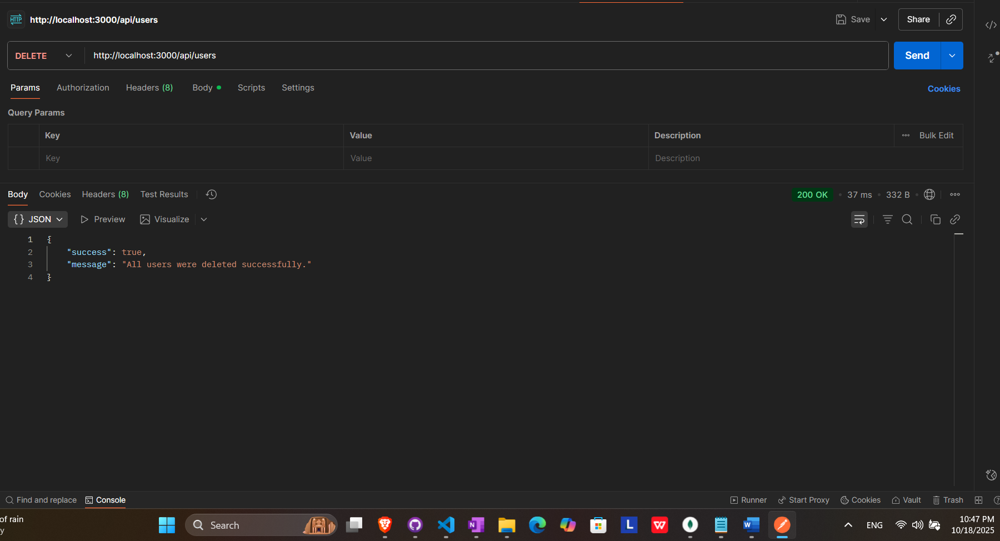 HTTP http://localhost:3000/api/users Save Share
DELETE http://localhost:3000/api/users Send
Params Authorization Headers (8) Body Scripts Settings Cookies
Query Params
Key Value Description Bulk Edit
Key Value Description
Body Cookies Headers (8) Test Results 200 OK 37 ms 332 B
{} JSON Preview Visualize
1 {
2 "success": true,
3 "message": "All users were deleted successfully."
4 }
Find and replace Console Runner Start Proxy Cookies Vault Trash
of rain
y
Search
N
L
W
W
ENG
10:47 PM
10/18/2025